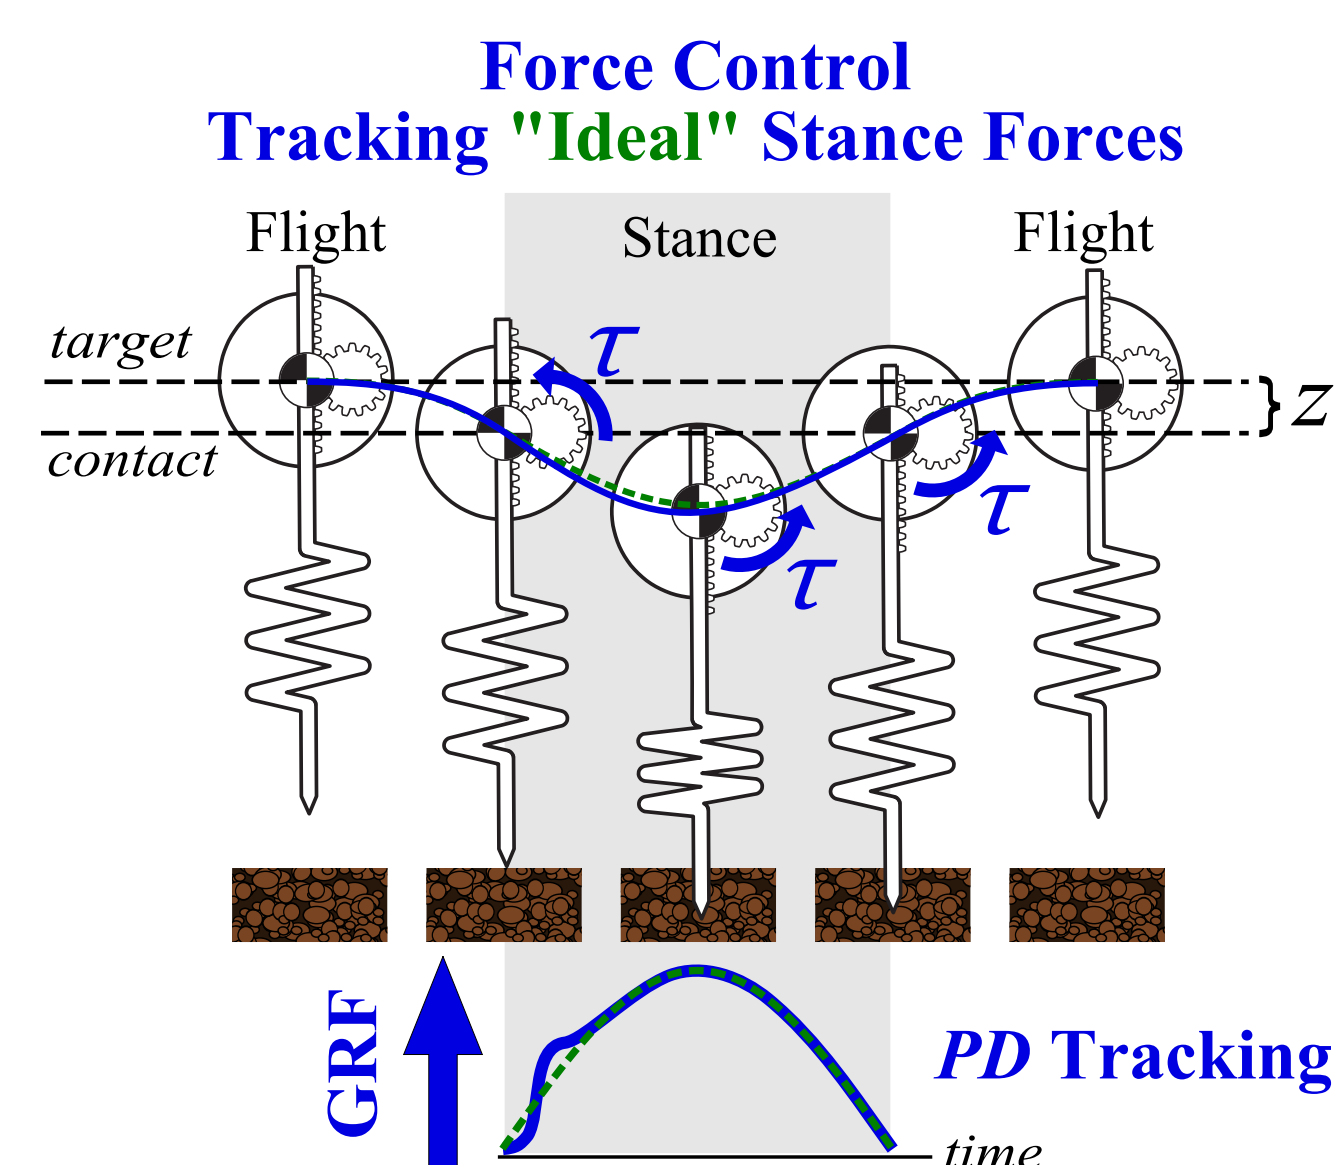 Force Control
Tracking "Ideal" Stance Forces
Flight
Stance
Flight
target
τ
z
contact
τ
τ
GRF
PD Tracking
time